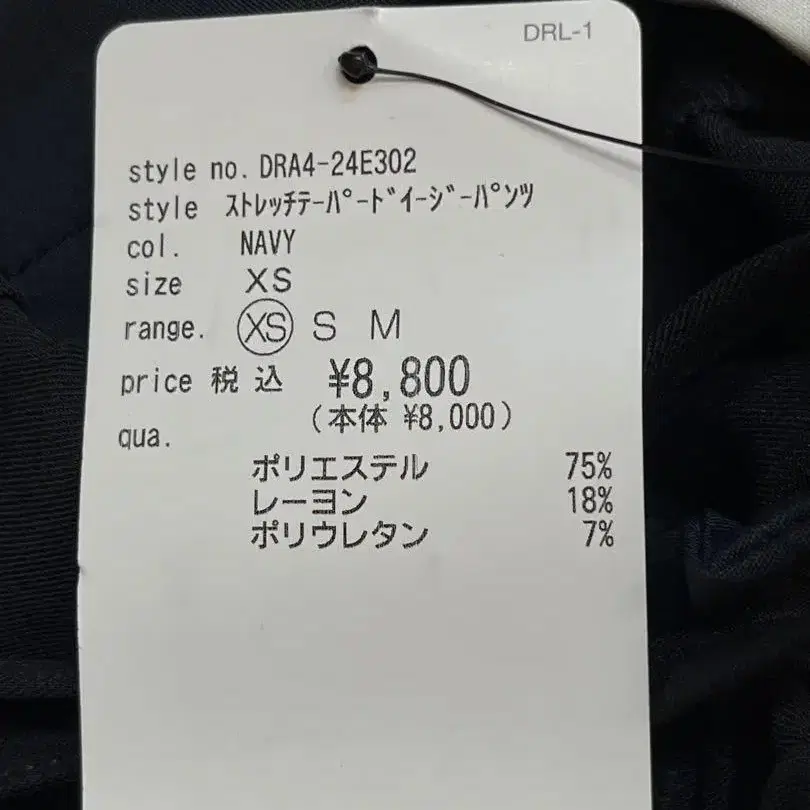 DRL-1
style no. DRA4-24E302
style ｽﾄﾚｯﾁﾃｰﾊﾟｰﾄﾞｲｰｼﾞｰﾊﾟﾝﾂ
col. NAVY
size XS
range. XS S M
price 税込 ¥8,800
(本体 ¥8,000)
qua.
ポリエステル 75%
レーヨン 18%
ポリウレタン 7%